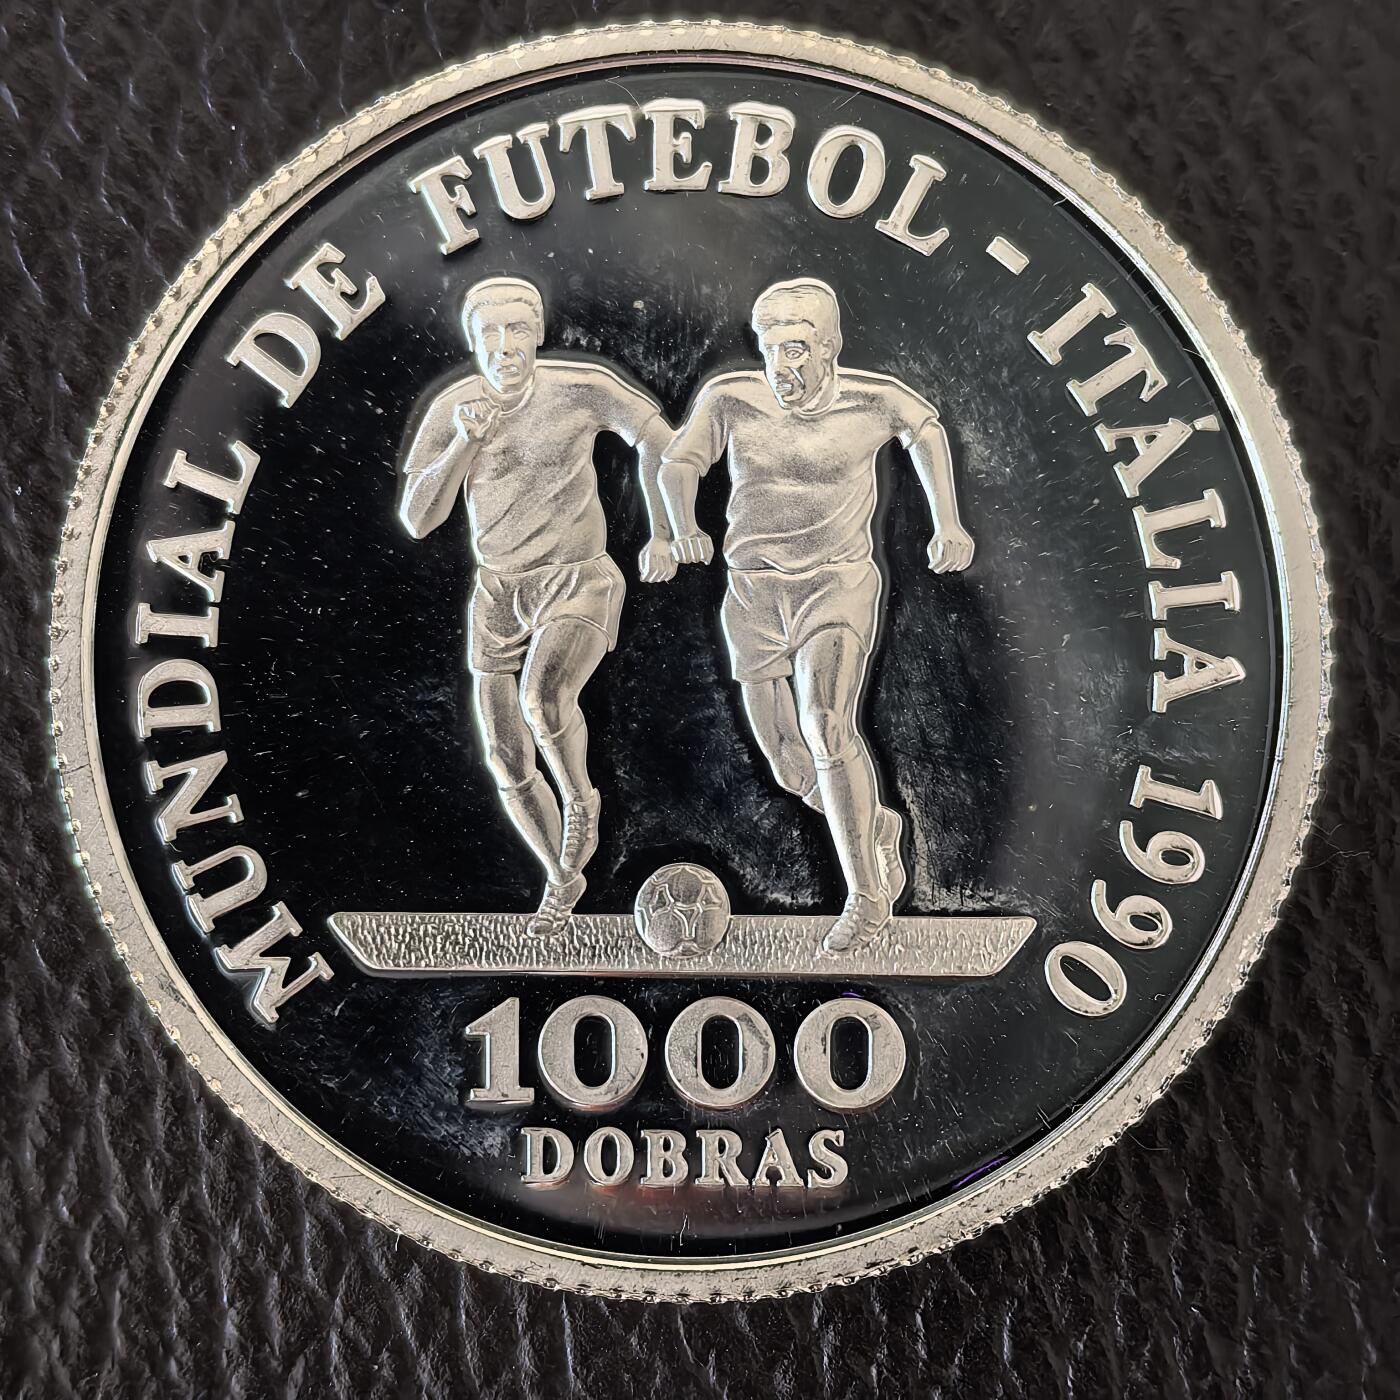 MUNDIAL DE FUTEBOL - ITÁLIA 1990
1000
DOBRAS